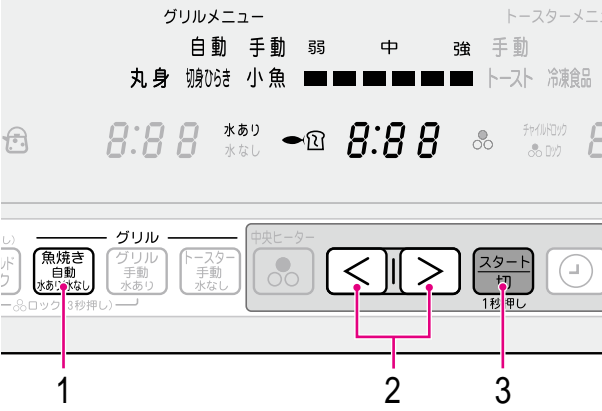 グリルメニュー
トースターメニ
自動 手動 弱 中 強 手動
丸身 切身ひらき 小魚 トースト 冷凍食品
8:88 水あり 8:88 チャイルドロック
水なし ロック
し) グリル 中央ヒーター
魚焼き 自動 水あり水なし
グリル 手動 水あり
トースター 手動 水なし
< | >
スタート
切
ロック(3秒押し)
1秒押し
1 2 3